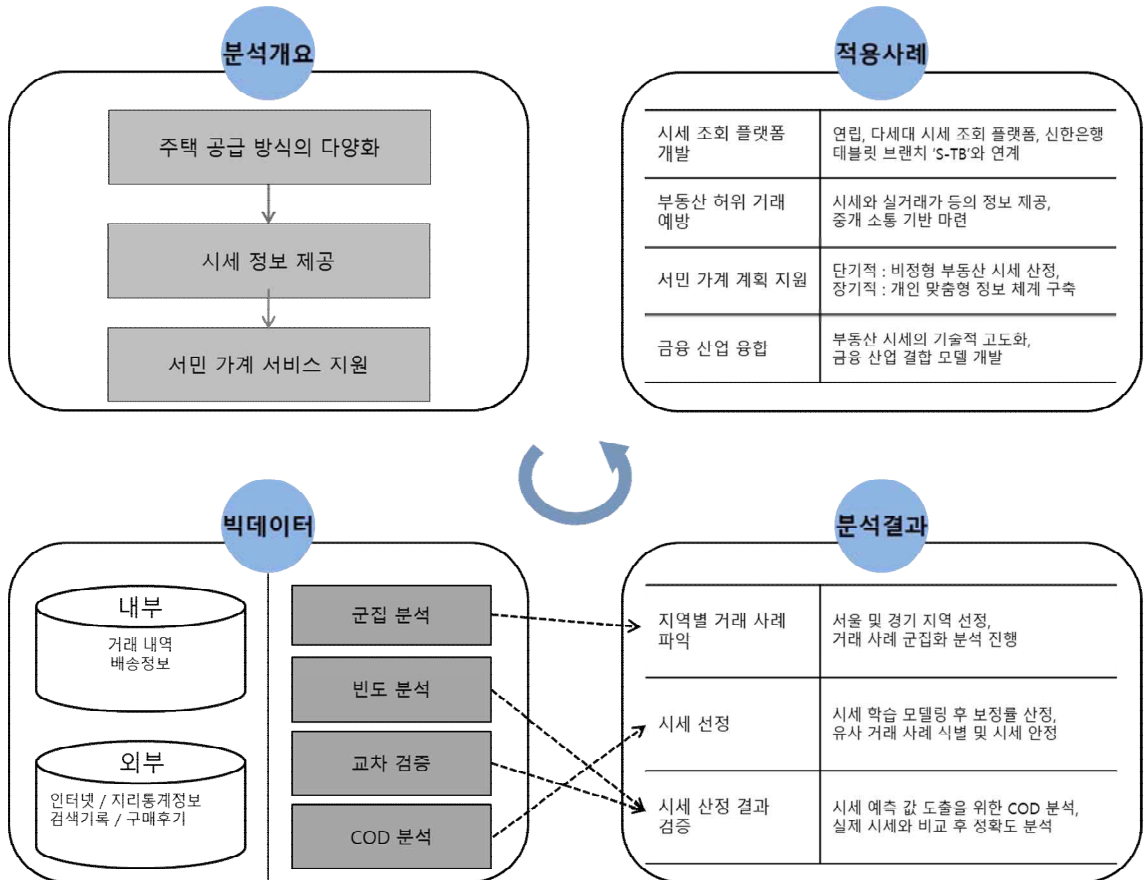 분석개요
주택 공급 방식의 다양화
시세 정보 제공
서민 가계 서비스 지원
적용사례
시세 조회 플랫폼
개발
연립, 다세대 시세 조회 플랫폼, 신한은행
태블릿 브랜치 'S-TB'와 연계
부동산 허위 거래
예방
시세와 실거래가 등의 정보 제공,
중개 소통 기반 마련
서민 가계 계획 지원
단기적 : 비정형 부동산 시세 산정,
장기적 : 개인 맞춤형 정보 체계 구축
금융 산업 융합
부동산 시세의 기술적 고도화,
금융 산업 결합 모델 개발
빅데이터
내부
거래 내역
배송정보
외부
인터넷 / 지리통계정보
검색기록 / 구매후기
군집 분석
빈도 분석
교차 검증
COD 분석
분석결과
지역별 거래 사례
파악
서울 및 경기 지역 선정,
거래 사례 군집화 분석 진행
시세 선정
시세 학습 모델링 후 보정률 산정,
유사 거래 사례 식별 및 시세 안정
시세 산정 결과
검증
시세 예측 값 도출을 위한 COD 분석,
실제 시세와 비교 후 정확도 분석